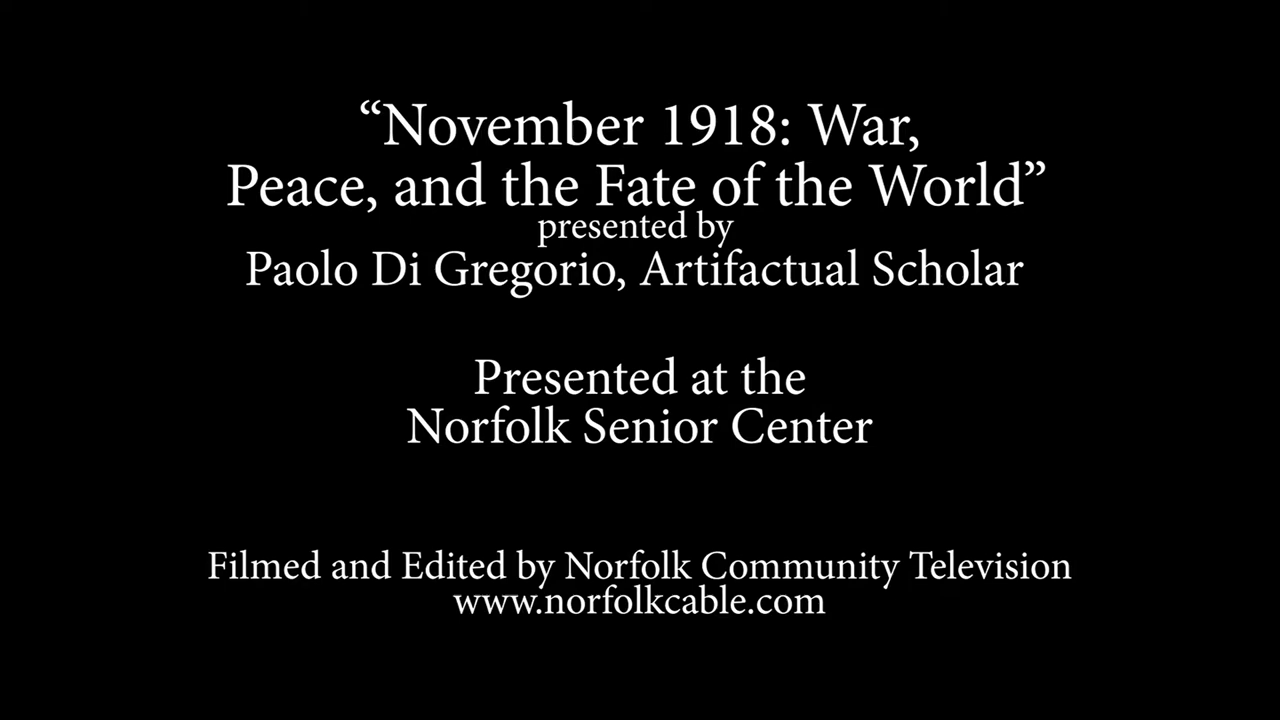 “November 1918: War,
Peace, and the Fate of the World”
presented by
Paolo Di Gregorio, Artifactual Scholar
Presented at the
Norfolk Senior Center
Filmed and Edited by Norfolk Community Television
www.norfolkcable.com